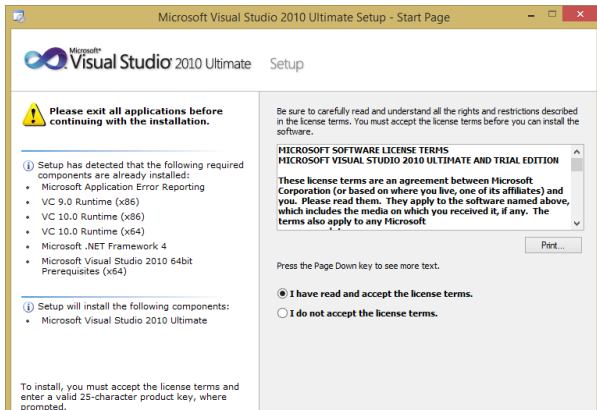 Microsoft Visual Studio 2010 Ultimate Setup - Start Page
Microsoft®
Visual Studio® 2010 Ultimate Setup
Please exit all applications before
continuing with the installation.
Setup has detected that the following required
components are already installed:
• Microsoft Application Error Reporting
• VC 9.0 Runtime (x86)
• VC 10.0 Runtime (x86)
• VC 10.0 Runtime (x64)
• Microsoft .NET Framework 4
• Microsoft Visual Studio 2010 64bit
Prerequisites (x64)
Setup will install the following components:
• Microsoft Visual Studio 2010 Ultimate
To install, you must accept the license terms and
enter a valid 25-character product key, where
prompted.
Be sure to carefully read and understand all the rights and restrictions described
in the license terms. You must accept the license terms before you can install the
software.
MICROSOFT SOFTWARE LICENSE TERMS
MICROSOFT VISUAL STUDIO 2010 ULTIMATE AND TRIAL EDITION
These license terms are an agreement between Microsoft
Corporation (or based on where you live, one of its affiliates) and
you. Please read them. They apply to the software named above,
which includes the media on which you received it, if any. The
terms also apply to any Microsoft
Print...
Press the Page Down key to see more text.
I have read and accept the license terms.
I do not accept the license terms.